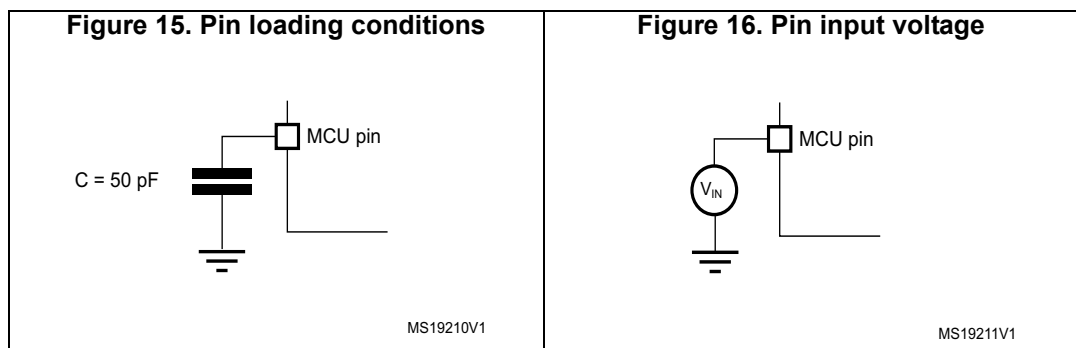 Figure 15. Pin loading conditions
MCU pin
C = 50 pF
MS19210V1
Figure 16. Pin input voltage
MCU pin
VIN
MS19211V1